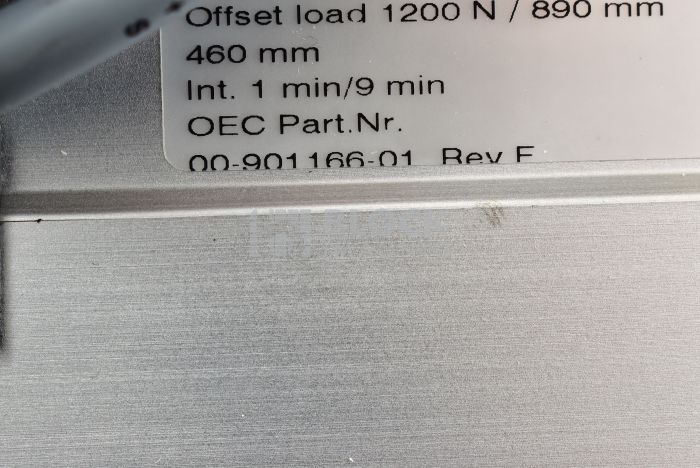 Offset load 1200 N / 890 mm
460 mm
Int. 1 min/9 min
OEC Part.Nr.
00-901166-01 Rev F